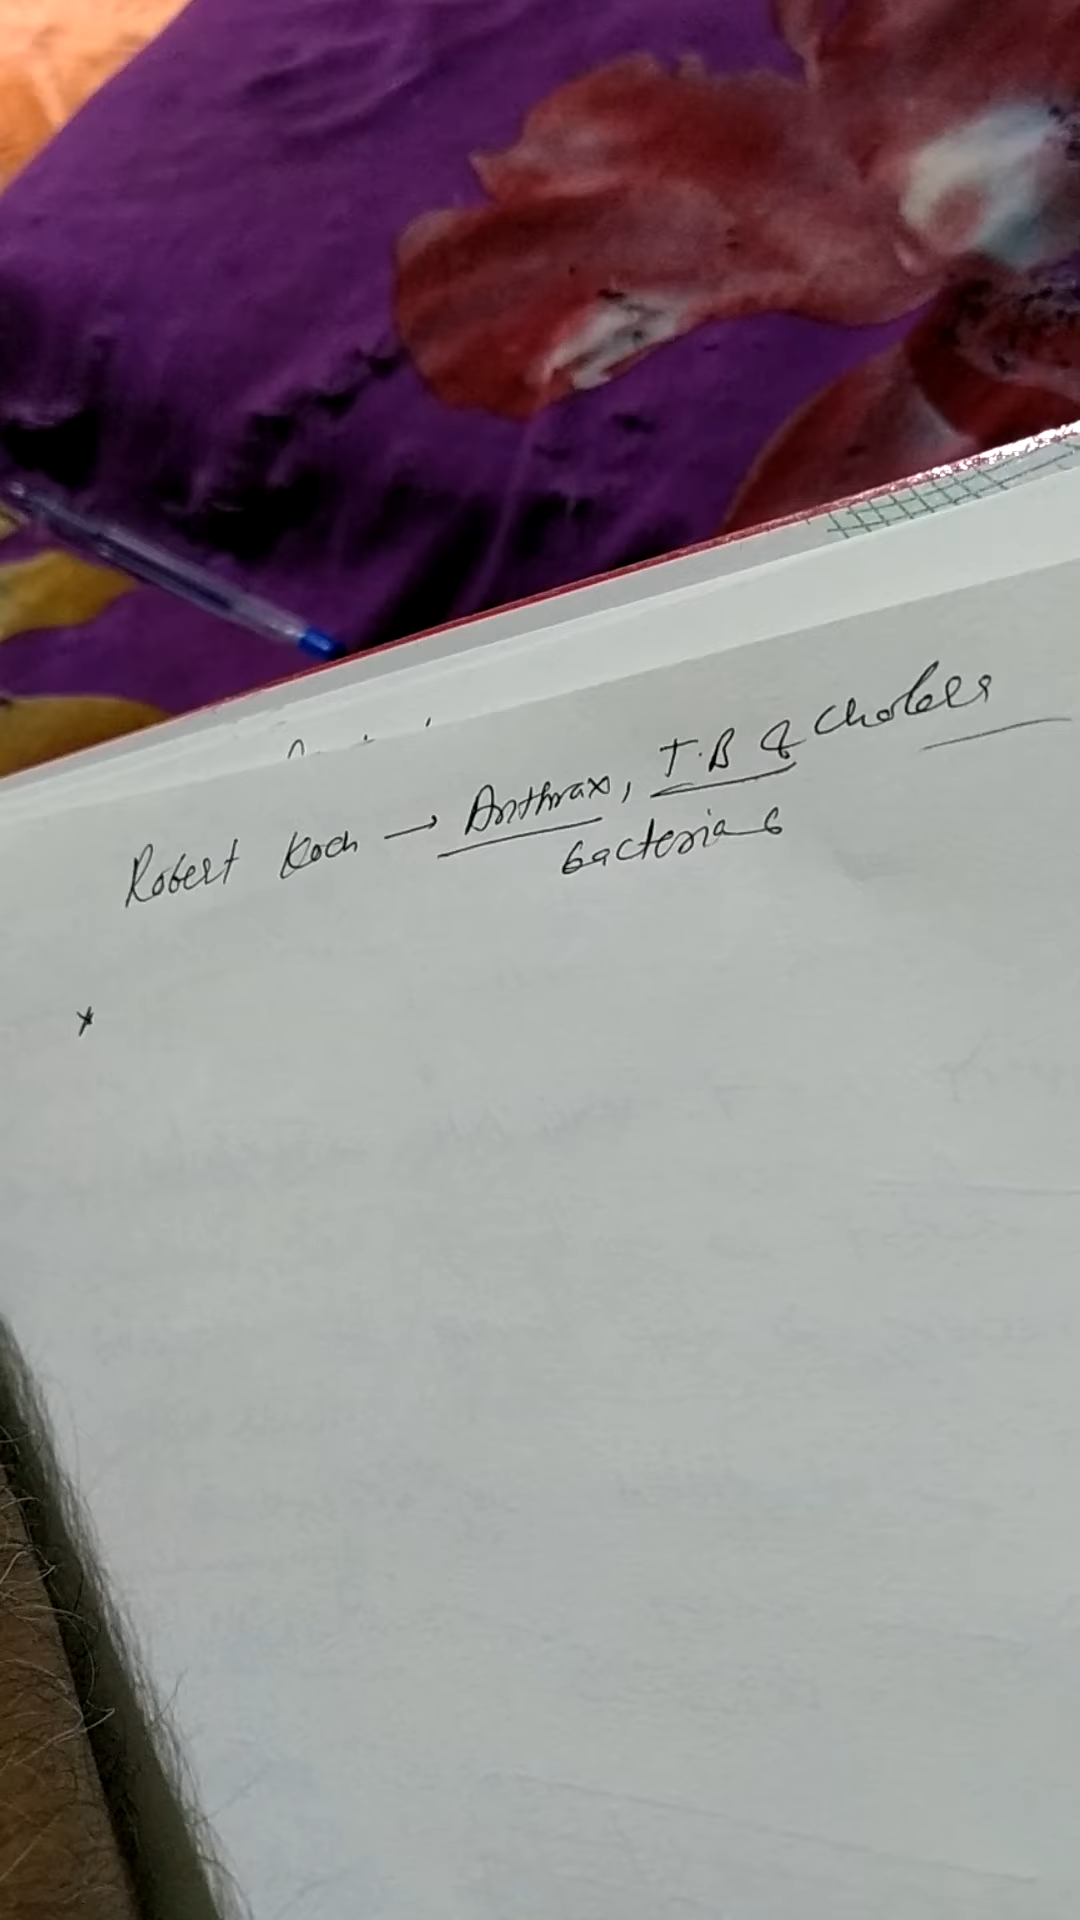 Robert Koch → Anthrax, T.B & Cholera
bacteria
*